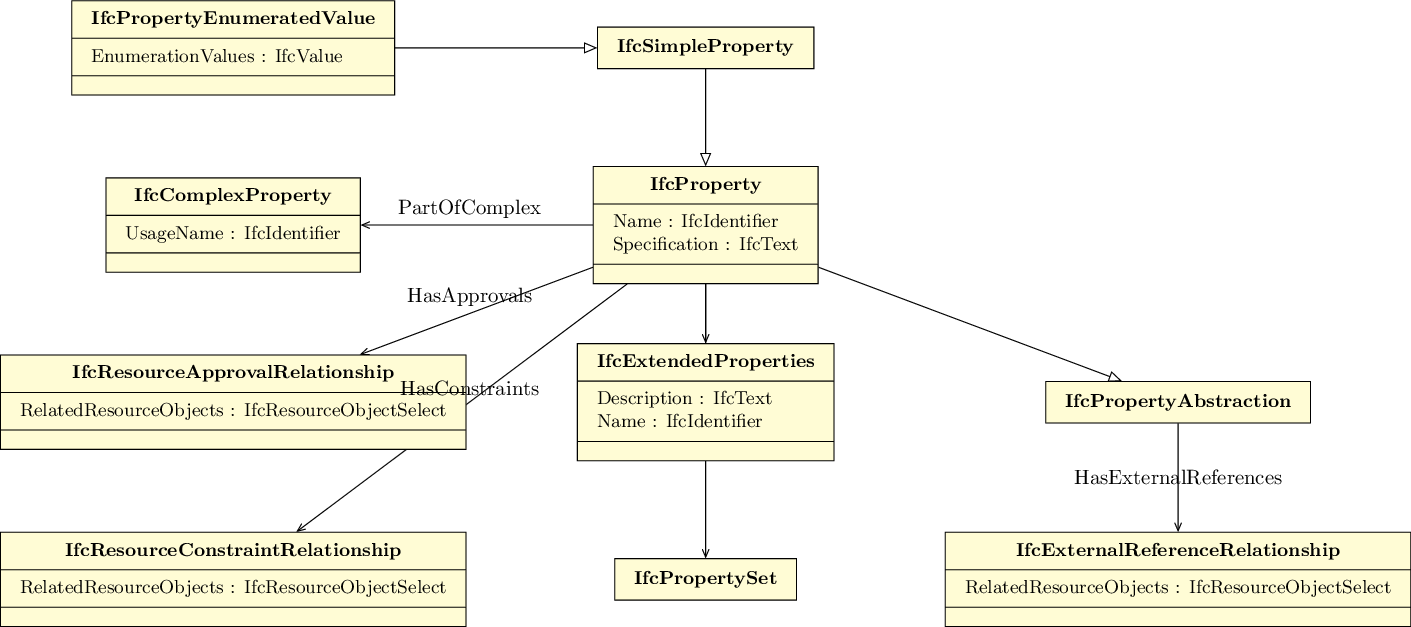 IfcPropertyEnumeratedValue
EnumerationValues : IfcValue
IfcSimpleProperty
IfcComplexProperty
UsageName : IfcIdentifier
PartOfComplex
IfcProperty
Name : IfcIdentifier
Specification : IfcText
HasApprovals
IfcResourceApprovalRelationship
RelatedResourceObjects : IfcResourceObjectSelect
HasConstraints
IfcExtendedProperties
Description : IfcText
Name : IfcIdentifier
IfcPropertyAbstraction
HasExternalReferences
IfcResourceConstraintRelationship
RelatedResourceObjects : IfcResourceObjectSelect
IfcPropertySet
IfcExternalReferenceRelationship
RelatedResourceObjects : IfcResourceObjectSelect